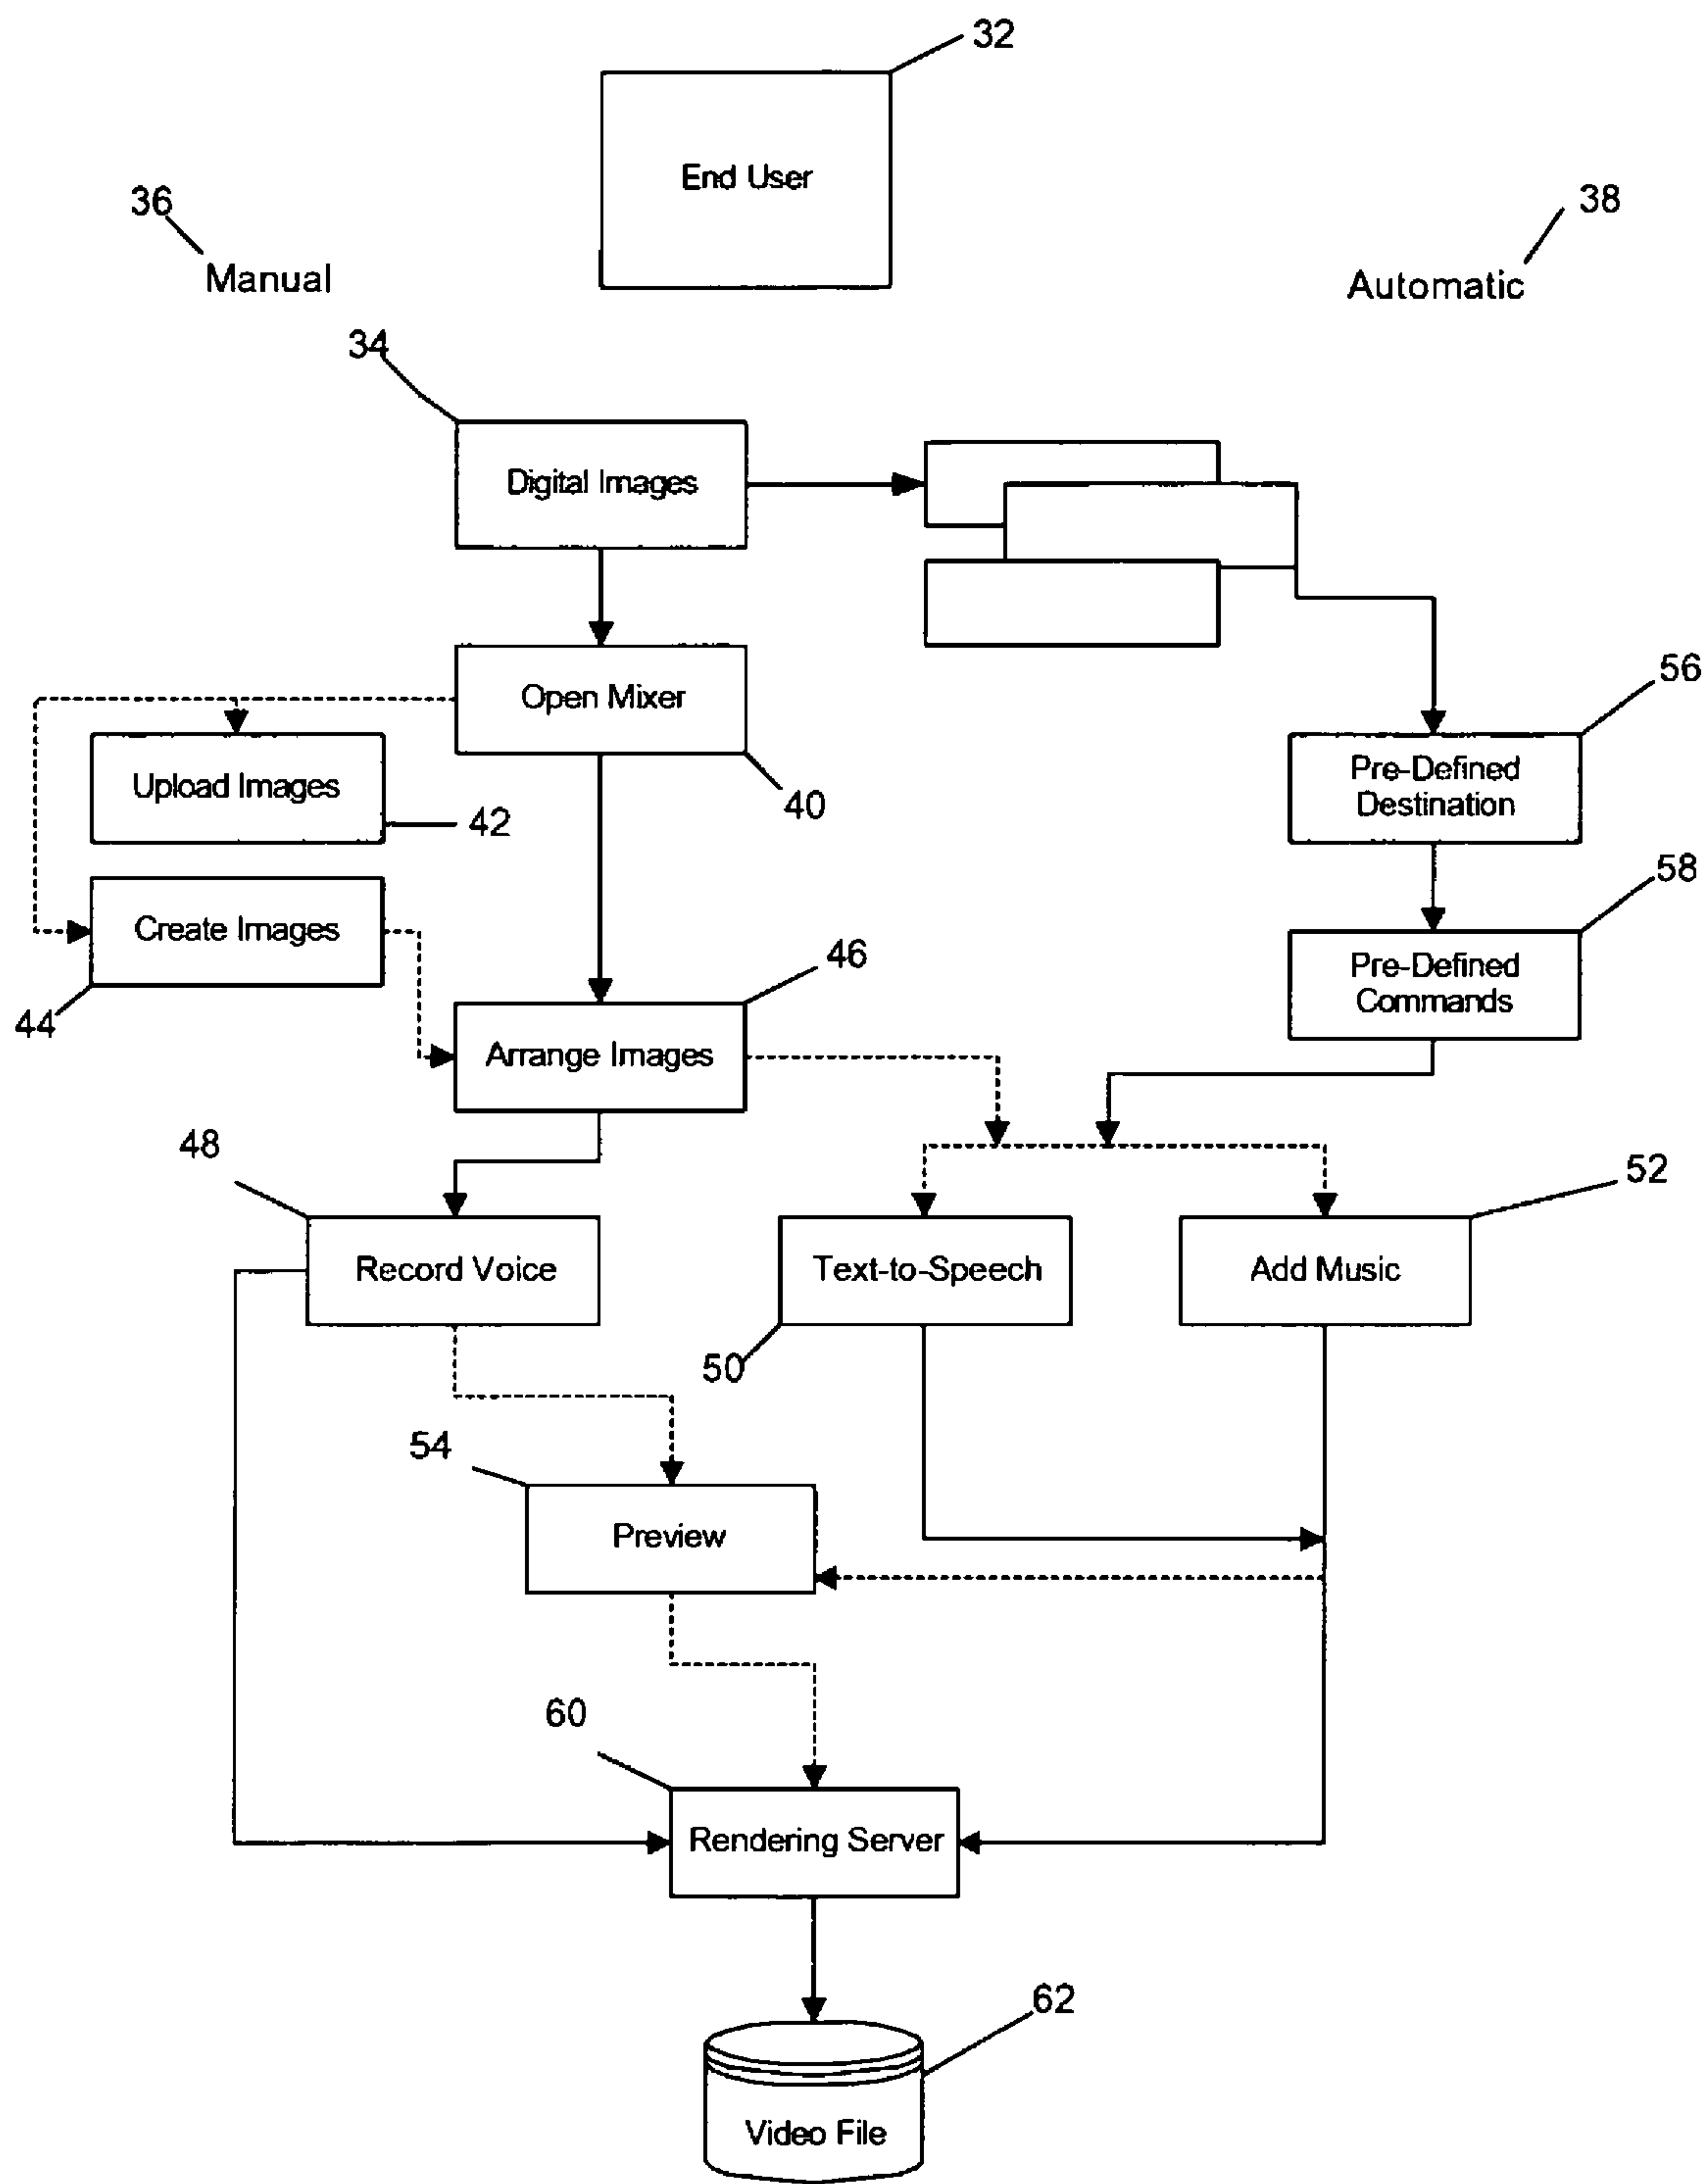 32
End User
36
Manual
38
Automatic
34
Digital Images
Open Mixer
40
56
Pre-Defined
Destination
Upload Images
42
58
Create Images
44
Pre-Defined
Commands
46
Arrange Images
48
52
Record Voice
Text-to-Speech
Add Music
50
54
Preview
60
Rendering Server
62
Video File